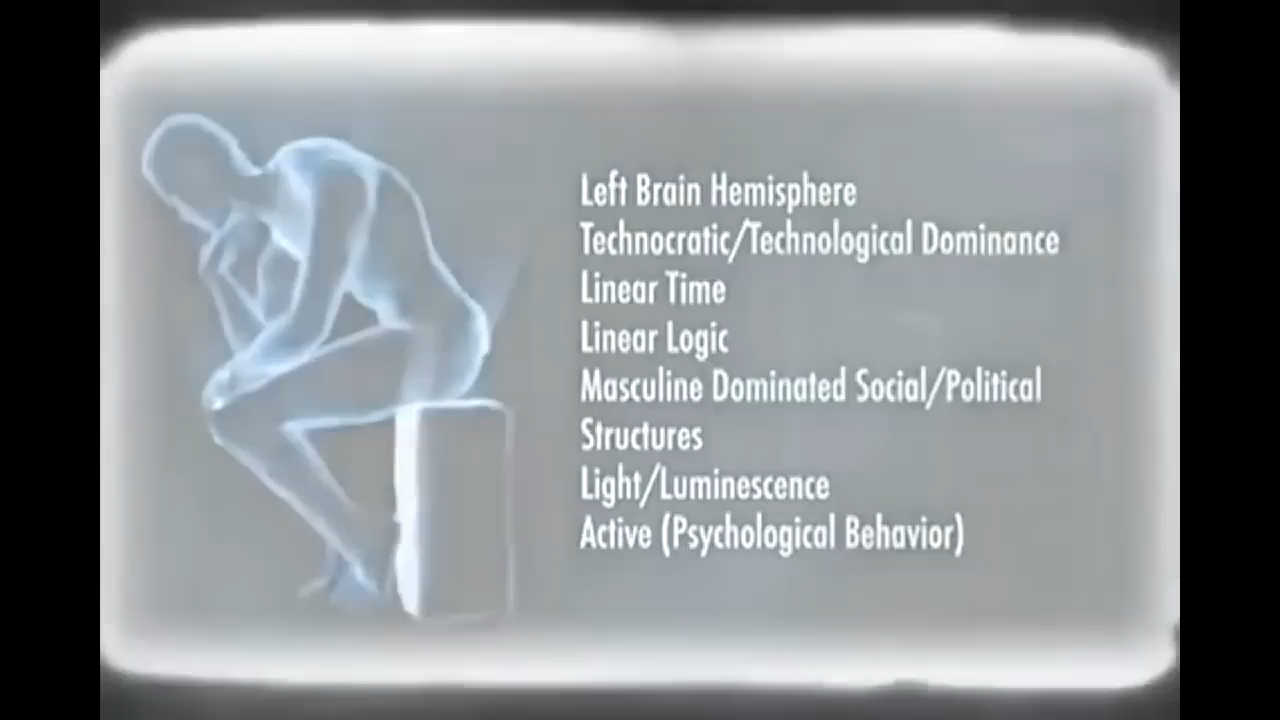 Left Brain Hemisphere
Technocratic/Technological Dominance
Linear Time
Linear Logic
Masculine Dominated Social/Political
Structures
Light/Luminescence
Active (Psychological Behavior)